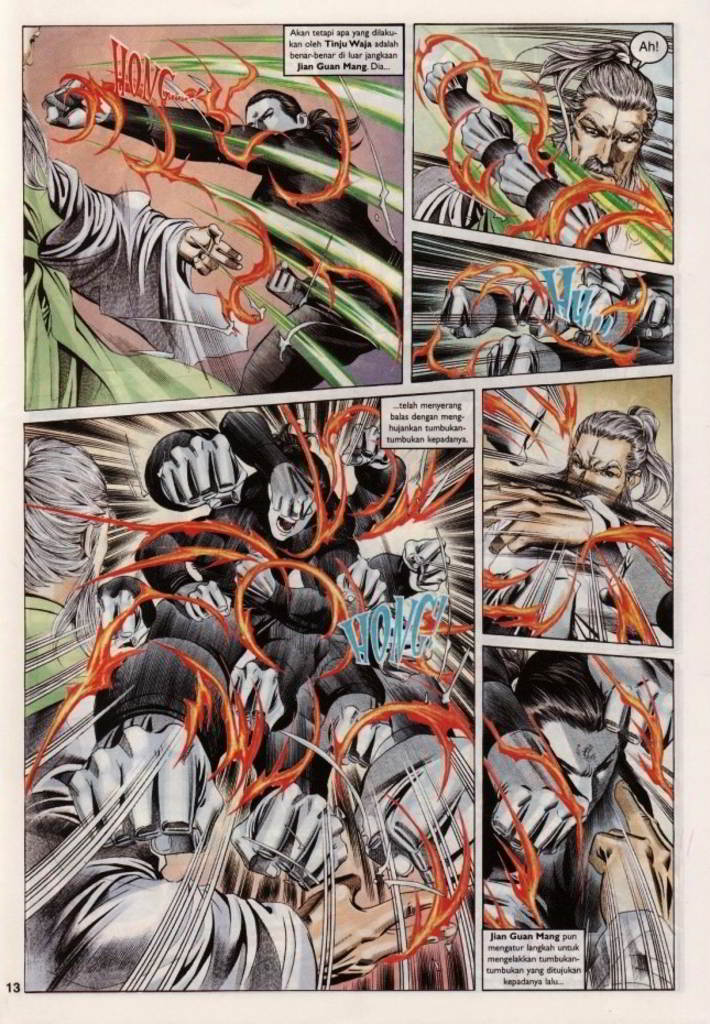 Akan tetapi apa yang dilaku-
kan oleh Tinju Waja adalah
benar-benar di luar jangkaan
Jian Guan Mang. Dia...
HONG...!
Ah!
HU...
...telah menyerang
balas dengan meng-
hujankan tumbukan-
tumbukan kepadanya.
HONG!
Jian Guan Mang pun
mengatur langkah untuk
mengelakkan tumbukan-
tumbukan yang ditujukan
kepadanya lalu...
13